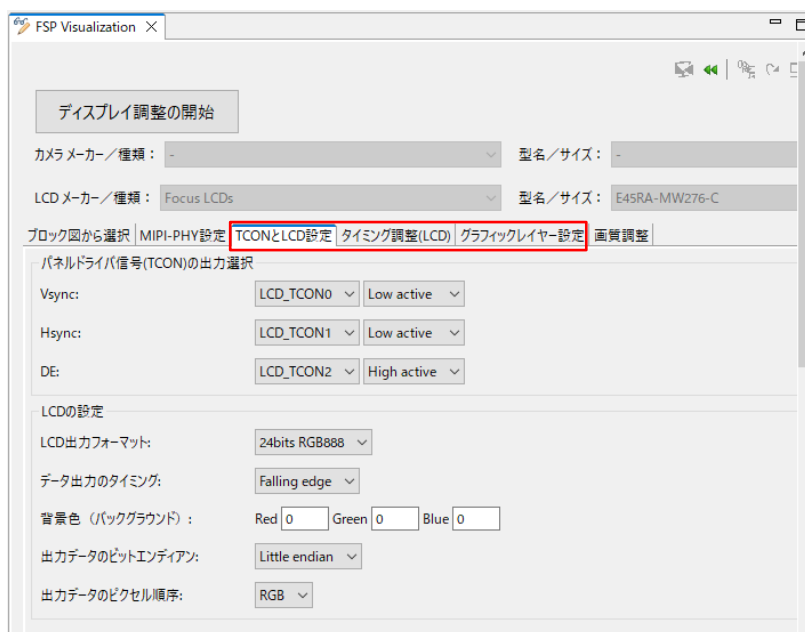 FSP Visualization
ディスプレイ調整の開始
カメラ メーカー／種類： - 型名／サイズ： -
LCD メーカー／種類： Focus LCDs 型名／サイズ： E45RA-MW276-C
ブロック図から選択 MIPI-PHY設定 TCONとLCD設定 タイミング調整(LCD) グラフィックレイヤー設定 画質調整
パネルドライバ信号(TCON)の出力選択
Vsync: LCD_TCON0 Low active
Hsync: LCD_TCON1 Low active
DE: LCD_TCON2 High active
LCDの設定
LCD出力フォーマット: 24bits RGB888
データ出力のタイミング: Falling edge
背景色（バックグラウンド）: Red 0 Green 0 Blue 0
出力データのビットエンディアン: Little endian
出力データのピクセル順序: RGB